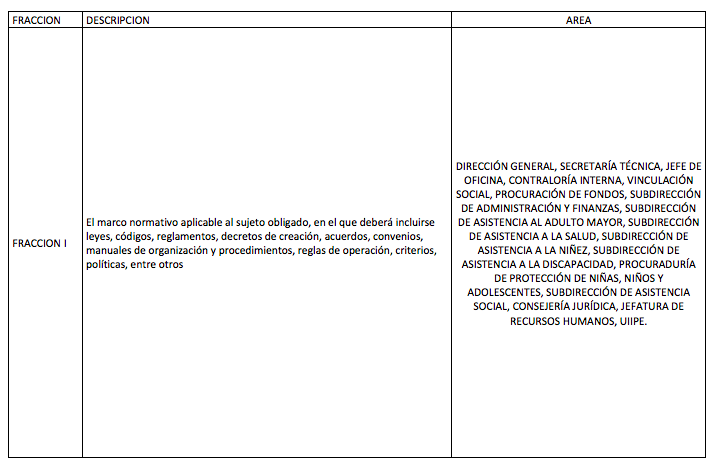 FRACCION DESCRIPCION AREA
FRACCION I
El marco normativo aplicable al sujeto obligado, en el que deberá incluirse
leyes, códigos, reglamentos, decretos de creación, acuerdos, convenios,
manuales de organización y procedimientos, reglas de operación, criterios,
políticas, entre otros
DIRECCIÓN GENERAL, SECRETARÍA TÉCNICA, JEFE DE
OFICINA, CONTRALORÍA INTERNA, VINCULACIÓN
SOCIAL, PROCURACIÓN DE FONDOS, SUBDIRECCIÓN
DE ADMINISTRACIÓN Y FINANZAS, SUBDIRECCIÓN
DE ASISTENCIA AL ADULTO MAYOR, SUBDIRECCIÓN
DE ASISTENCIA A LA SALUD, SUBDIRECCIÓN DE
ASISTENCIA A LA NIÑEZ, SUBDIRECCIÓN DE
ASISTENCIA A LA DISCAPACIDAD, PROCURADURÍA
DE PROTECCIÓN DE NIÑAS, NIÑOS Y
ADOLESCENTES, SUBDIRECCIÓN DE ASISTENCIA
SOCIAL, CONSEJERÍA JURÍDICA, JEFATURA DE
RECURSOS HUMANOS, UIIPE.